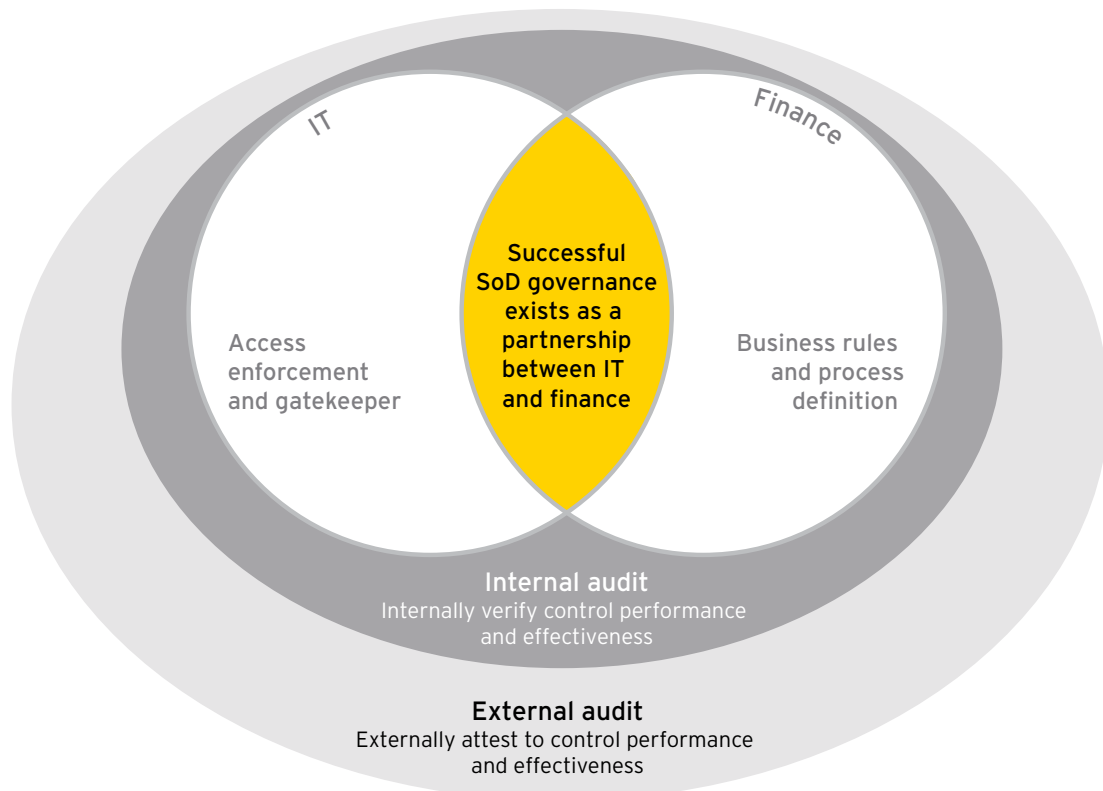 IT
Finance
Successful
SoD governance
exists as a
partnership
between IT
and finance
Access
enforcement
and gatekeeper
Business rules
and process
definition
Internal audit
Internally verify control performance
and effectiveness
External audit
Externally attest to control performance
and effectiveness